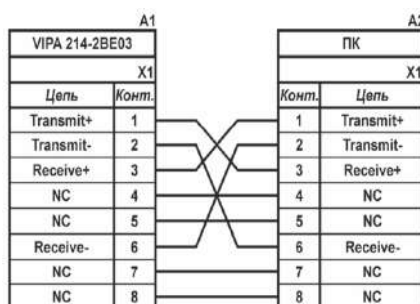 A1
A2
VIPA 214-2BE03
ПК
X1
X1
Цепь Конт.
Конт. Цепь
Transmit+ 1
1 Transmit+
Transmit- 2
2 Transmit-
Receive+ 3
3 Receive+
NC 4
4 NC
NC 5
5 NC
Receive- 6
6 Receive-
NC 7
7 NC
NC 8
8 NC